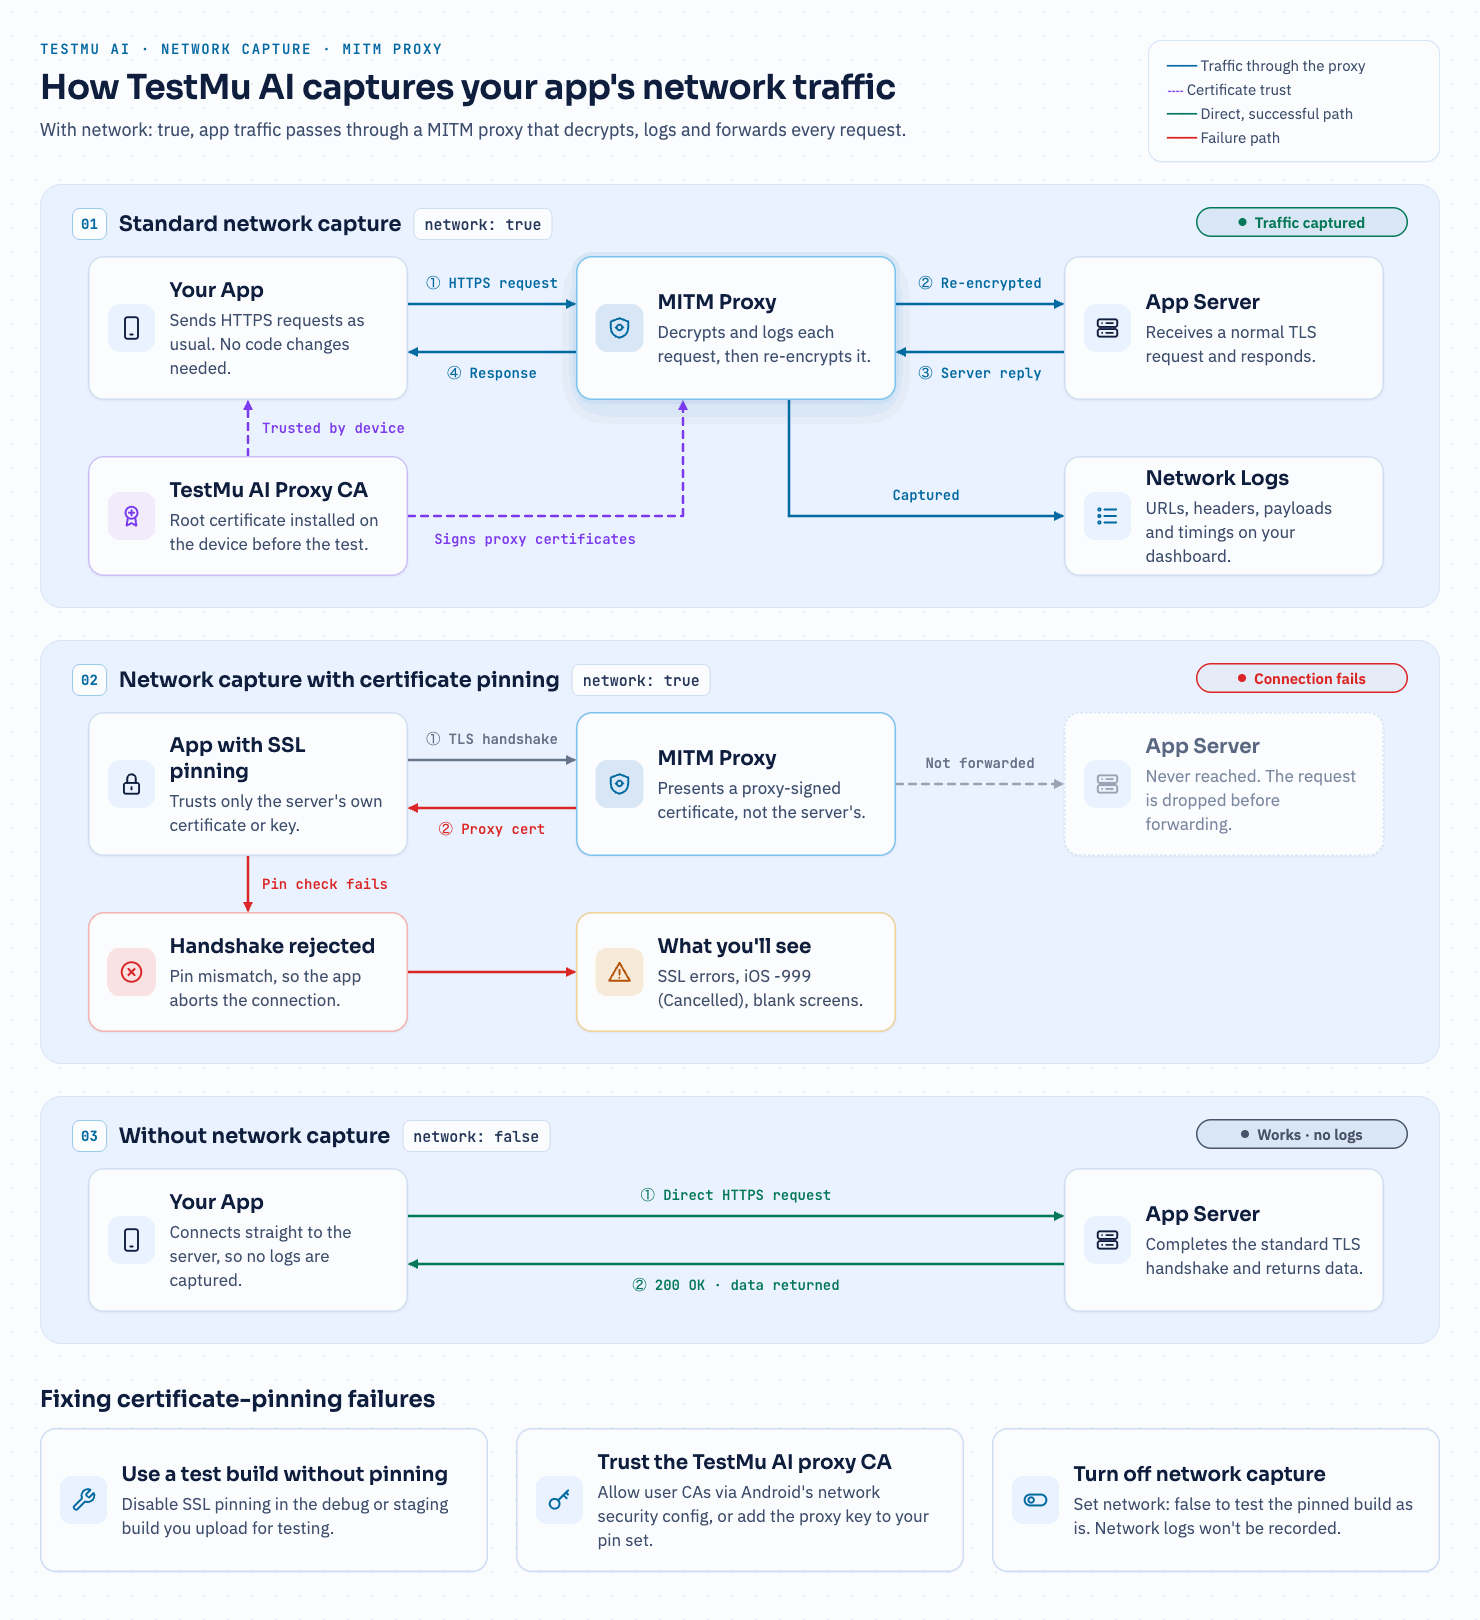 TESTMU AI · NETWORK CAPTURE · MITM PROXY
How TestMu AI captures your app's network traffic
With network: true, app traffic passes through a MITM proxy that decrypts, logs and forwards every request.
Traffic through the proxy
Certificate trust
Direct, successful path
Failure path
01 Standard network capture network: true
Traffic captured
Your App
Sends HTTPS requests as
usual. No code changes
needed.
① HTTPS request
④ Response
MITM Proxy
Decrypts and logs each
request, then re-encrypts it.
② Re-encrypted
③ Server reply
App Server
Receives a normal TLS
request and responds.
Trusted by device
TestMu AI Proxy CA
Root certificate installed on
the device before the test.
Signs proxy certificates
Captured
Network Logs
URLs, headers, payloads
and timings on your
dashboard.
02 Network capture with certificate pinning network: true
Connection fails
App with SSL
pinning
Trusts only the server's own
certificate or key.
① TLS handshake
② Proxy cert
MITM Proxy
Presents a proxy-signed
certificate, not the server's.
Not forwarded
App Server
Never reached. The request
is dropped before
forwarding.
Pin check fails
Handshake rejected
Pin mismatch, so the app
aborts the connection.
What you'll see
SSL errors, iOS -999
(Cancelled), blank screens.
03 Without network capture network: false
Works · no logs
Your App
Connects straight to the
server, so no logs are
captured.
① Direct HTTPS request
② 200 OK · data returned
App Server
Completes the standard TLS
handshake and returns data.
Fixing certificate-pinning failures
Use a test build without pinning
Disable SSL pinning in the debug or staging
build you upload for testing.
Trust the TestMu AI proxy CA
Allow user CAs via Android's network
security config, or add the proxy key to your
pin set.
Turn off network capture
Set network: false to test the pinned build as
is. Network logs won't be recorded.